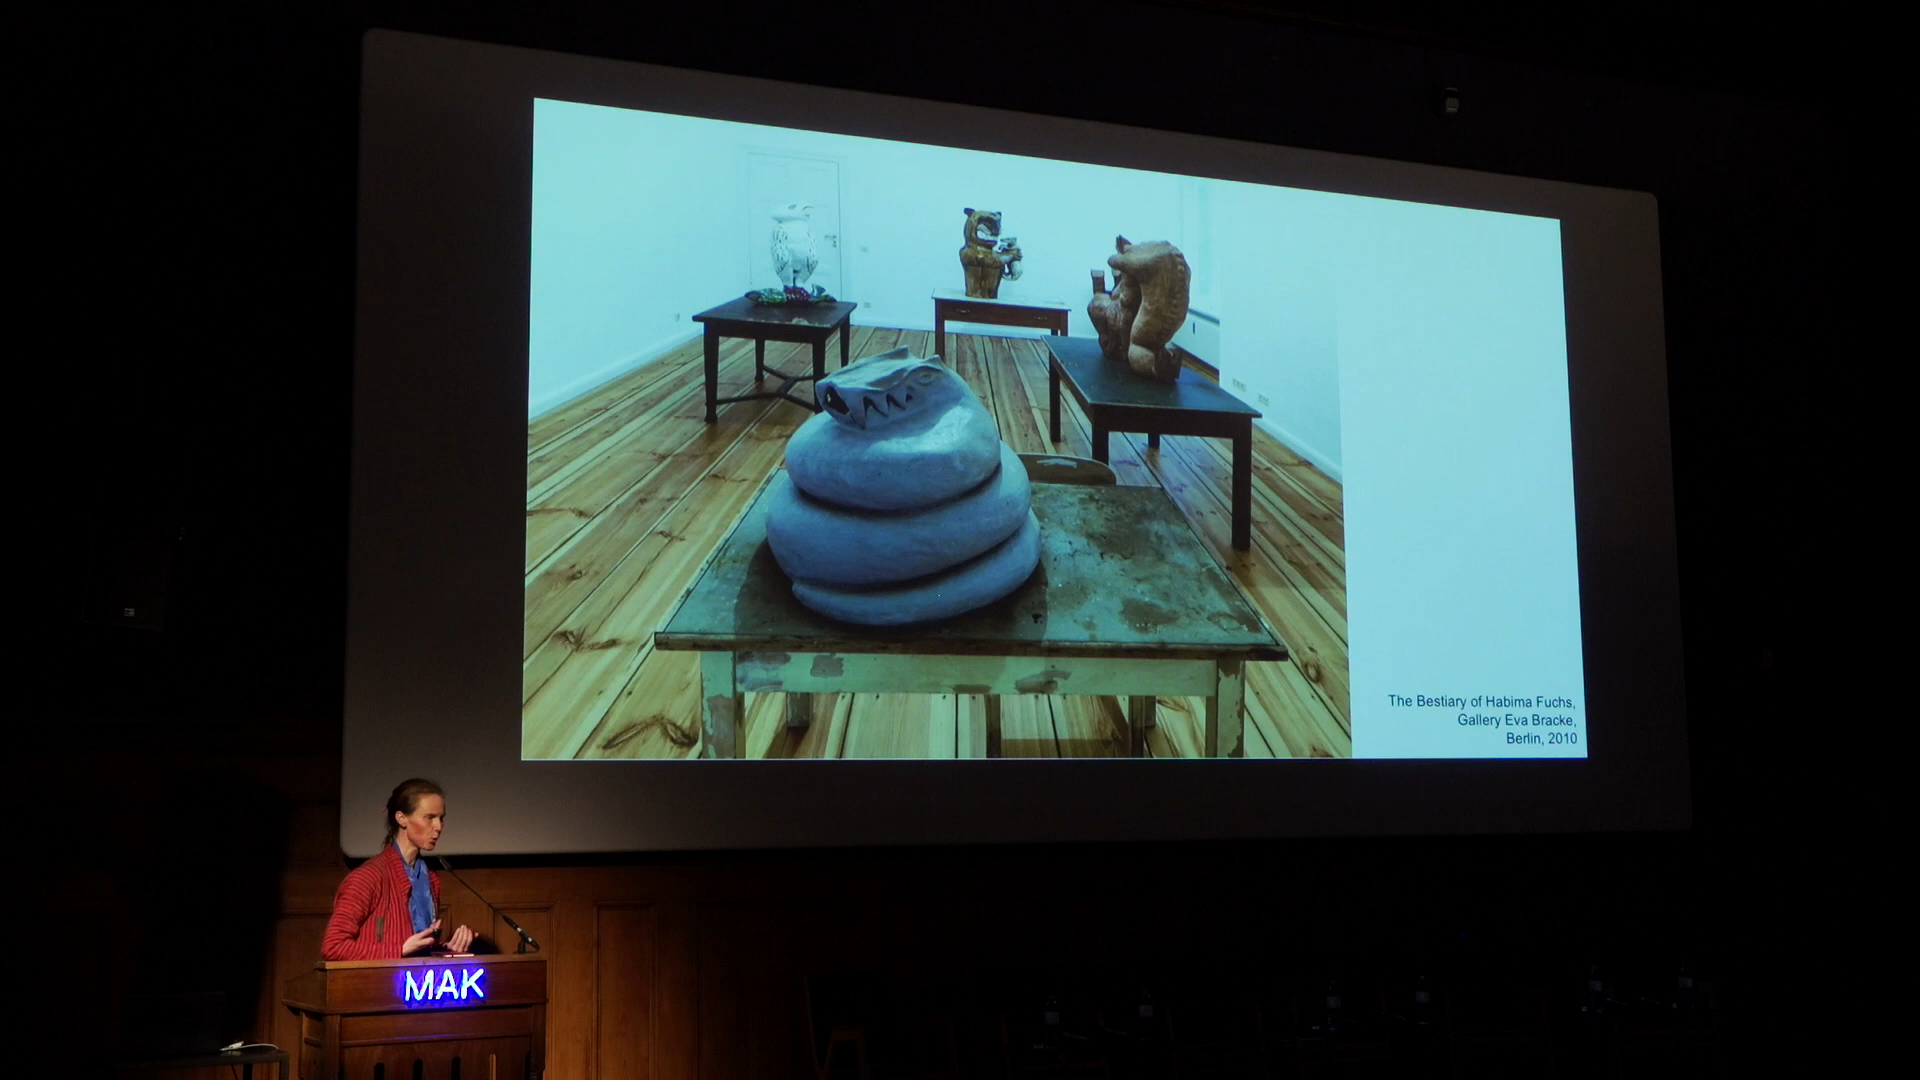 The Bestiary of Habima Fuchs,
Gallery Eva Bracke,
Berlin, 2010
MAK